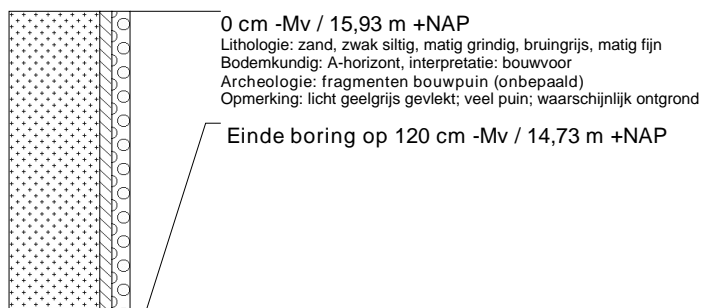 0 cm -Mv / 15,93 m +NAP
Lithologie: zand, zwak siltig, matig grindig, bruingrijs, matig fijn
Bodemkundig: A-horizont, interpretatie: bouwvoor
Archeologie: fragmenten bouwpuin (onbepaald)
Opmerking: licht geelgrijs gevlekt; veel puin; waarschijnlijk ontgrond
Einde boring op 120 cm -Mv / 14,73 m +NAP